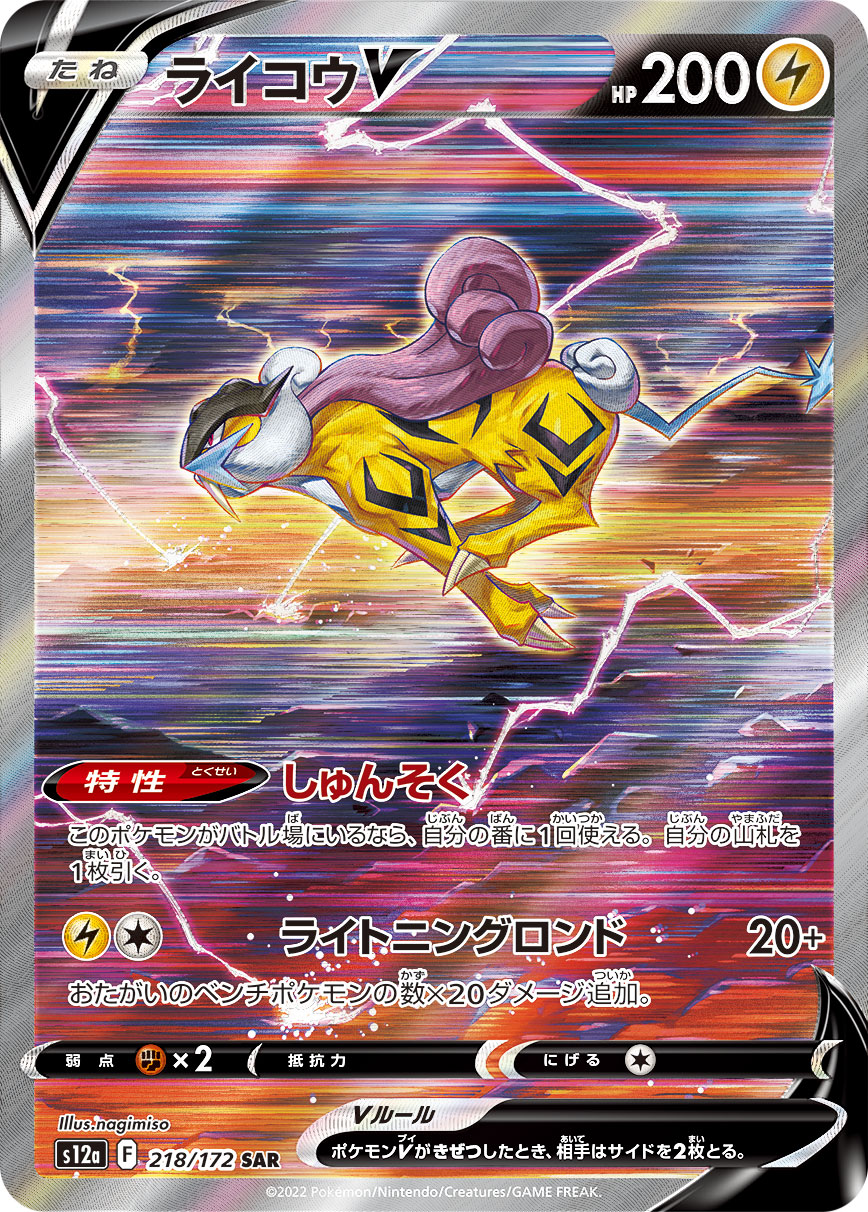 たね ライコウV HP 200
特性 とくせい しゅんそく
このポケモンがバトル場にいるなら、自分の番に1回使える。自分の山札を
1枚引く。
ライトニングロンド 20+
おたがいのベンチポケモンの数×20ダメージ追加。
弱点 ×2 抵抗力 にげる
Illus.nagimiso
Vルール
ポケモンVがきぜつしたとき、相手はサイドを2枚とる。
s12a F 218/172 SAR
©2022 Pokémon/Nintendo/Creatures/GAME FREAK.